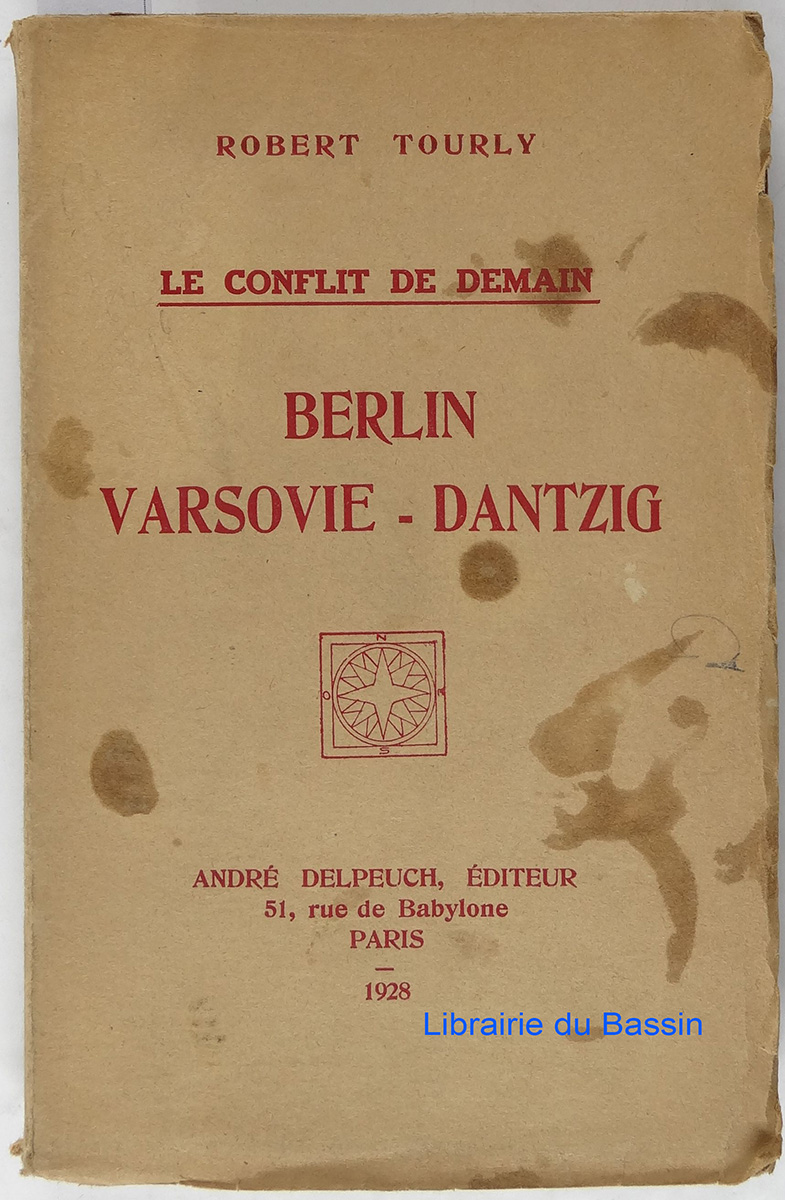 ROBERT TOURLY
LE CONFLIT DE DEMAIN
BERLIN
VARSOVIE - DANTZIG
N
O E
S
ANDRÉ DELPEUCH, ÉDITEUR
51, rue de Babylone
PARIS
1928
Librairie du Bassin